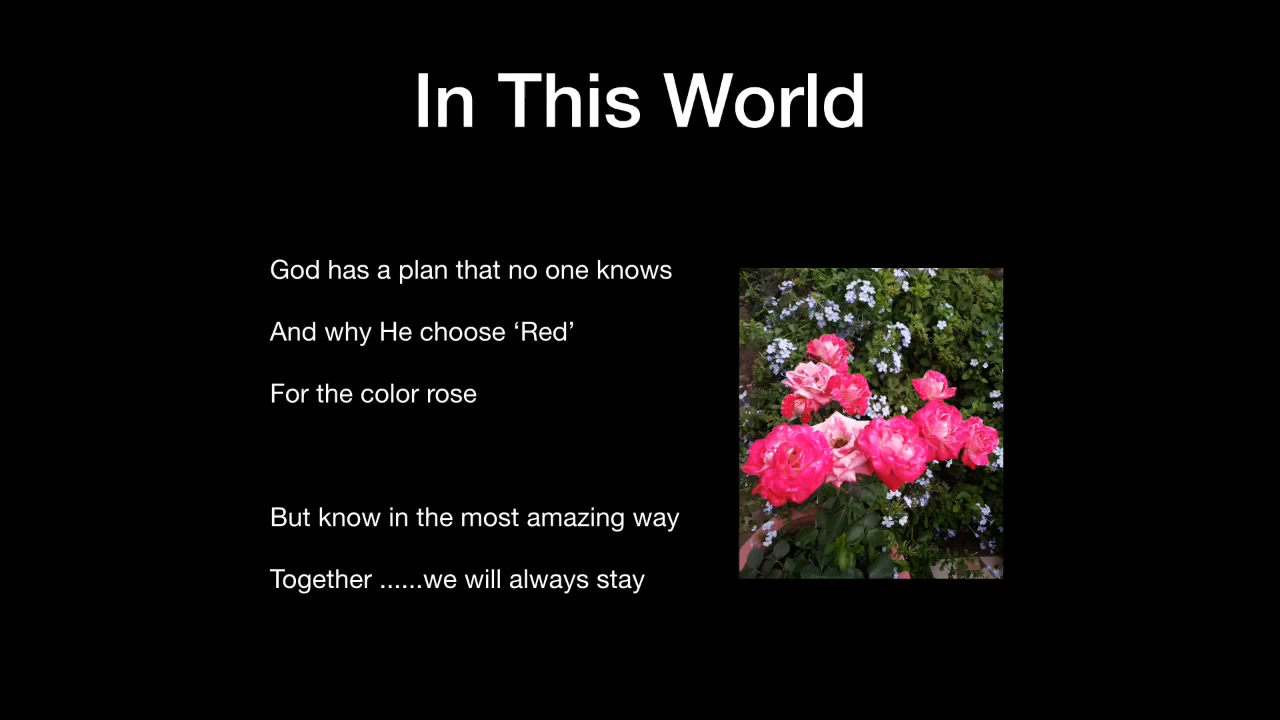 In This World
God has a plan that no one knows
And why He choose ‘Red’
For the color rose
But know in the most amazing way
Together ......we will always stay